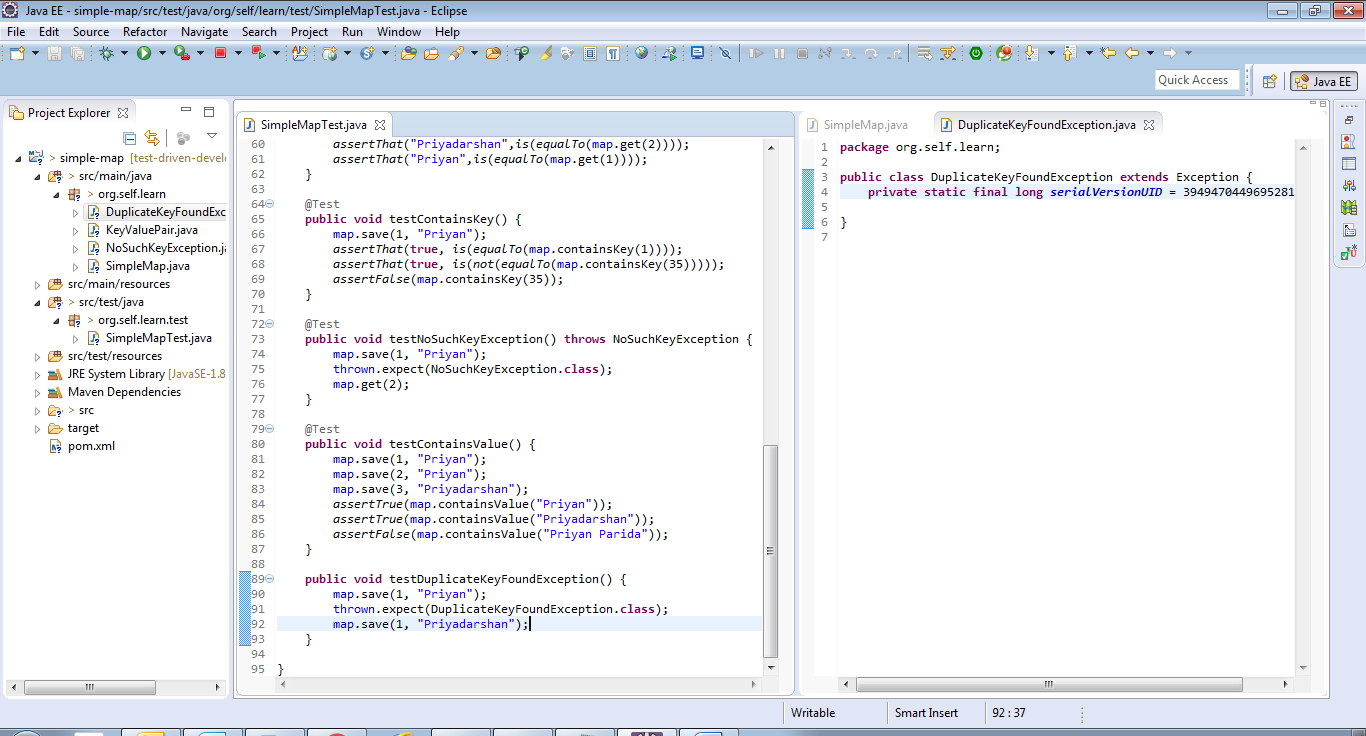 Java EE - simple-map/src/test/java/org/self/learn/test/SimpleMapTest.java - Eclipse
File Edit Source Refactor Navigate Search Project Run Window Help
Quick Access
Java EE
Project Explorer
> simple-map [test-driven-develo
> src/main/java
> org.self.learn
DuplicateKeyFoundExc
KeyValuePair.java
NoSuchKeyException.ja
SimpleMap.java
src/main/resources
> src/test/java
> org.self.learn.test
SimpleMapTest.java
src/test/resources
JRE System Library [JavaSE-1.8
Maven Dependencies
> src
target
pom.xml
SimpleMapTest.java
60 assertThat("Priyadarshan",is(equalTo(map.get(2))));
61 assertThat("Priyan",is(equalTo(map.get(1))));
62 }
63
64 @Test
65 public void testContainsKey() {
66 map.save(1, "Priyan");
67 assertThat(true, is(equalTo(map.containsKey(1))));
68 assertThat(true, is(not(equalTo(map.containsKey(35)))));
69 assertFalse(map.containsKey(35));
70 }
71
72 @Test
73 public void testNoSuchKeyException() throws NoSuchKeyException {
74 map.save(1, "Priyan");
75 thrown.expect(NoSuchKeyException.class);
76 map.get(2);
77 }
78
79 @Test
80 public void testContainsValue() {
81 map.save(1, "Priyan");
82 map.save(2, "Priyan");
83 map.save(3, "Priyadarshan");
84 assertTrue(map.containsValue("Priyan"));
85 assertTrue(map.containsValue("Priyadarshan"));
86 assertFalse(map.containsValue("Priyan Parida"));
87 }
88
89 public void testDuplicateKeyFoundException() {
90 map.save(1, "Priyan");
91 thrown.expect(DuplicateKeyFoundException.class);
92 map.save(1, "Priyadarshan");
93 }
94
95 }
SimpleMap.java DuplicateKeyFoundException.java
1 package org.self.learn;
2
3 public class DuplicateKeyFoundException extends Exception {
4 private static final long serialVersionUID = 3949470449695281
5
6 }
7
Writable Smart Insert 92 : 37